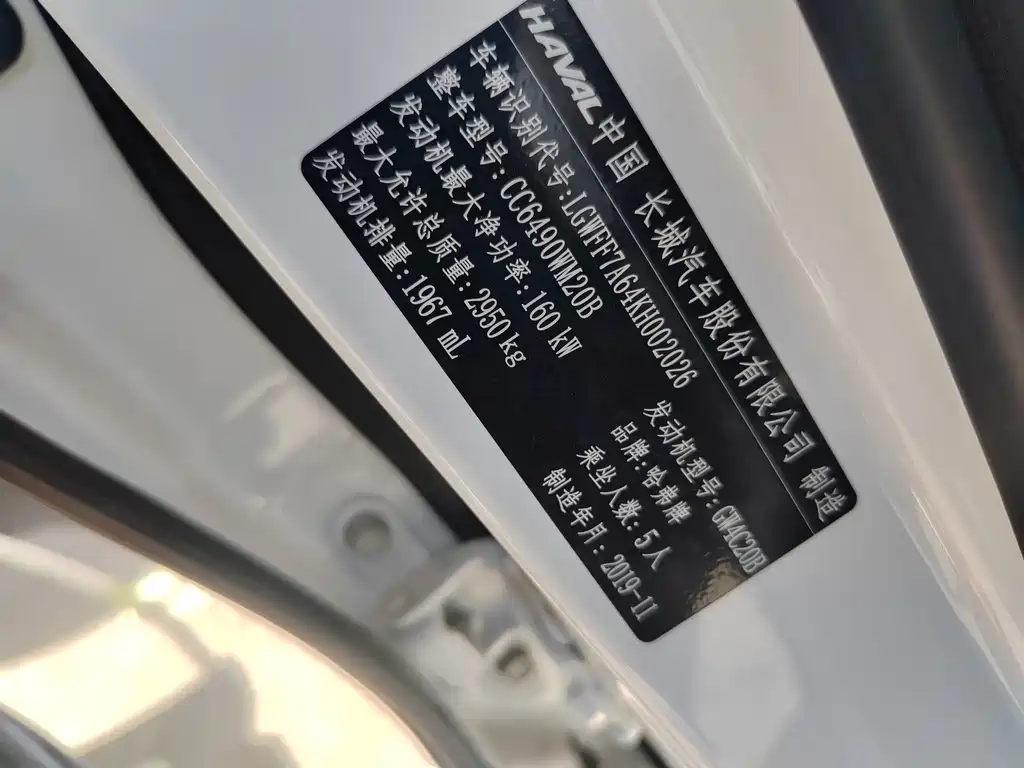 HAVAL 中国 长城汽车股份有限公司 制造
车辆识别代号:LGWFF7A64KH002026
整车型号:CC6490WM20B 发动机型号:GW4C20B
发动机最大净功率:160 kW 品牌:哈弗牌
最大允许总质量:2950 kg 乘坐人数:5人
发动机排量:1967 mL 制造年月:2019-11